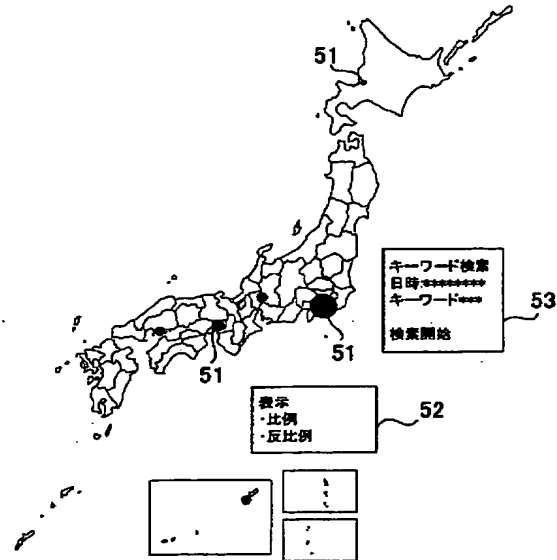 51
キーワード検索
日時:********
キーワード***
検索開始
53
51
51
表示
・比例
・反比例
52